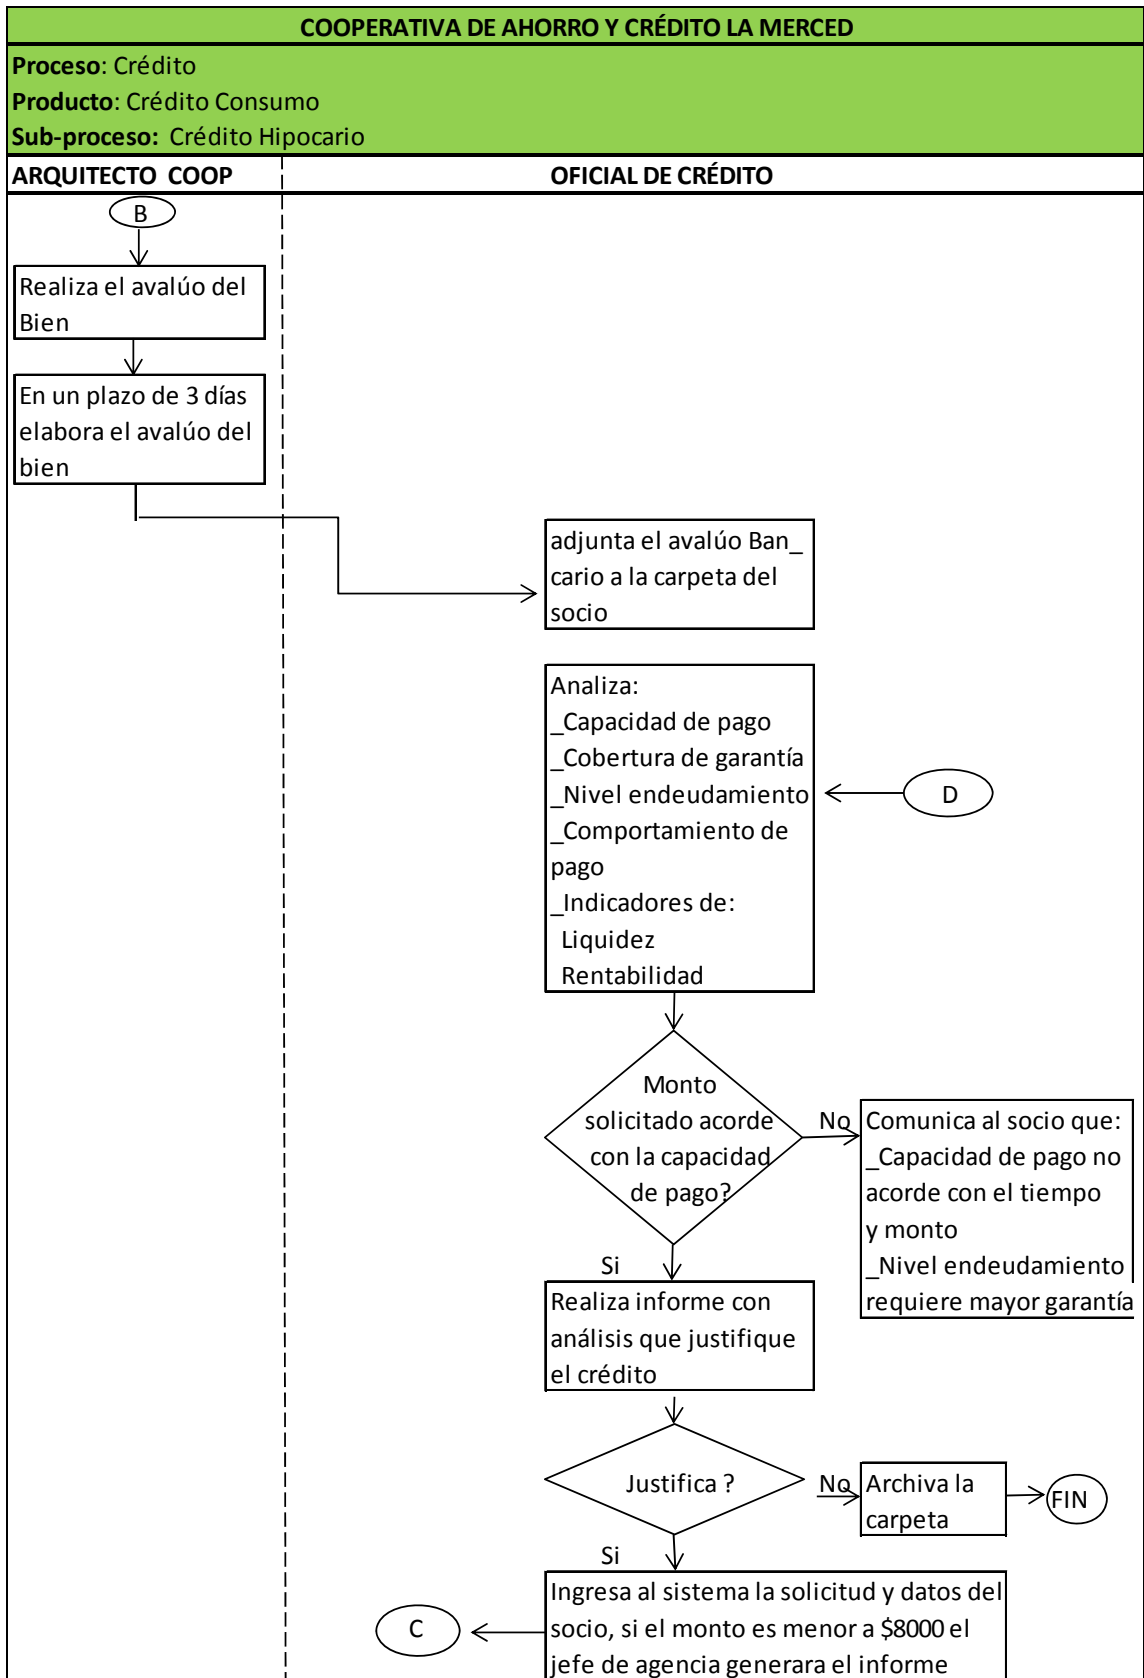 COOPERATIVA DE AHORRO Y CRÉDITO LA MERCED
Proceso: Crédito
Producto: Crédito Consumo
Sub-proceso: Crédito Hipocario
ARQUITECTO COOP
OFICIAL DE CRÉDITO
B
Realiza el avalúo del
Bien
En un plazo de 3 días
elabora el avalúo del
bien
adjunta el avalúo Ban_
cario a la carpeta del
socio
Analiza:
_Capacidad de pago
_Cobertura de garantía
_Nivel endeudamiento
_Comportamiento de
pago
_Indicadores de:
Liquidez
Rentabilidad
D
Monto
solicitado acorde
con la capacidad
de pago?
No
Comunica al socio que:
_Capacidad de pago no
acorde con el tiempo
y monto
_Nivel endeudamiento
requiere mayor garantía
Si
Realiza informe con
análisis que justifique
el crédito
Justifica ?
No
Archiva la
carpeta
FIN
Si
Ingresa al sistema la solicitud y datos del
socio, si el monto es menor a $8000 el
jefe de agencia generara el informe
C